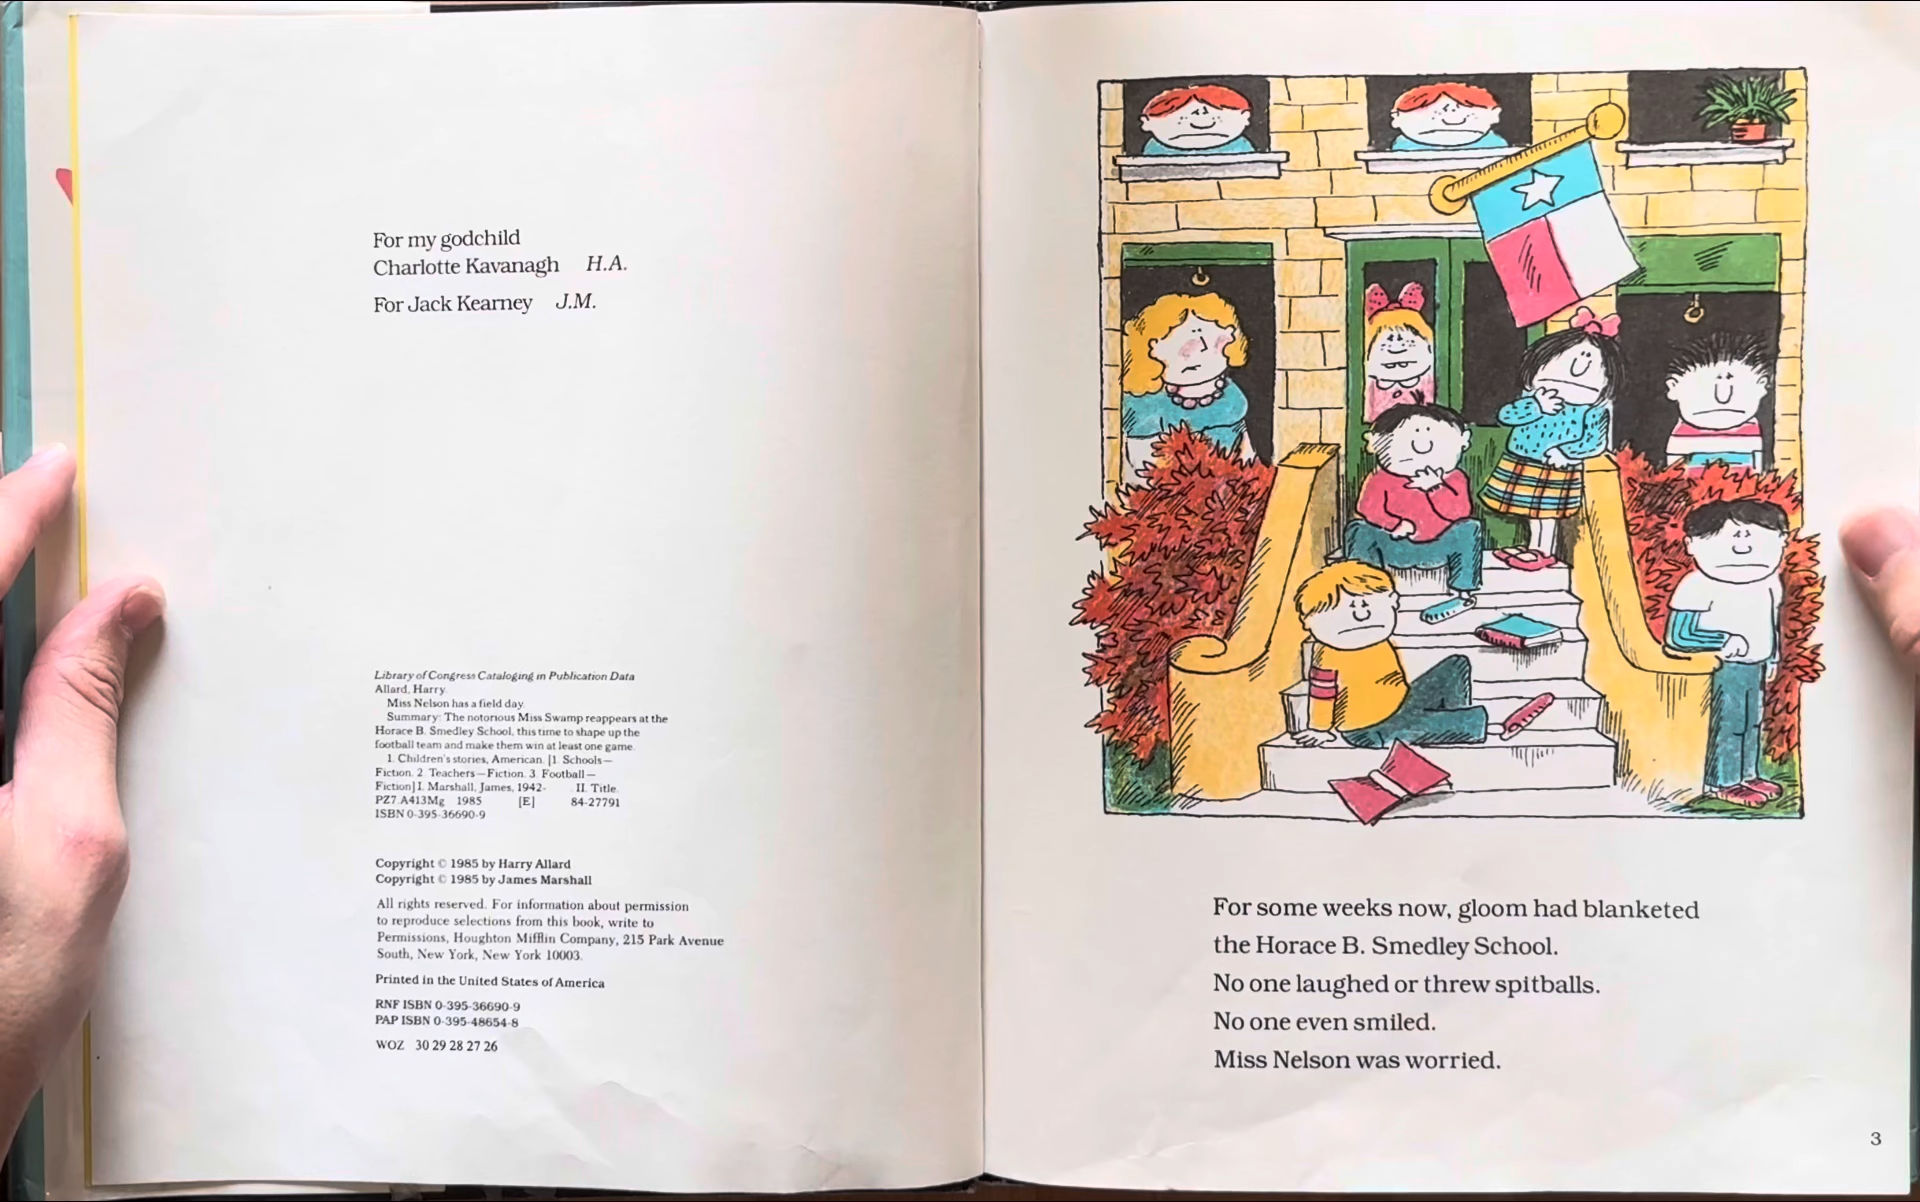 For my godchild
Charlotte Kavanagh H.A.
For Jack Kearney J.M.
Library of Congress Cataloging in Publication Data
Allard, Harry.
Miss Nelson has a field day.
Summary: The notorious Miss Swamp reappears at the
Horace B. Smedley School, this time to shape up the
football team and make them win at least one game.
1. Children's stories, American. [1. Schools—
Fiction. 2. Teachers—Fiction. 3. Football—
Fiction] I. Marshall, James, 1942- . II. Title.
PZ7.A413Mg 1985 [E] 84-27791
ISBN 0-395-36690-9
Copyright © 1985 by Harry Allard
Copyright © 1985 by James Marshall
All rights reserved. For information about permission
to reproduce selections from this book, write to
Permissions, Houghton Mifflin Company, 215 Park Avenue
South, New York, New York 10003.
Printed in the United States of America
RNF ISBN 0-395-36690-9
PAP ISBN 0-395-48654-8
WOZ 30 29 28 27 26
For some weeks now, gloom had blanketed
the Horace B. Smedley School.
No one laughed or threw spitballs.
No one even smiled.
Miss Nelson was worried.
3